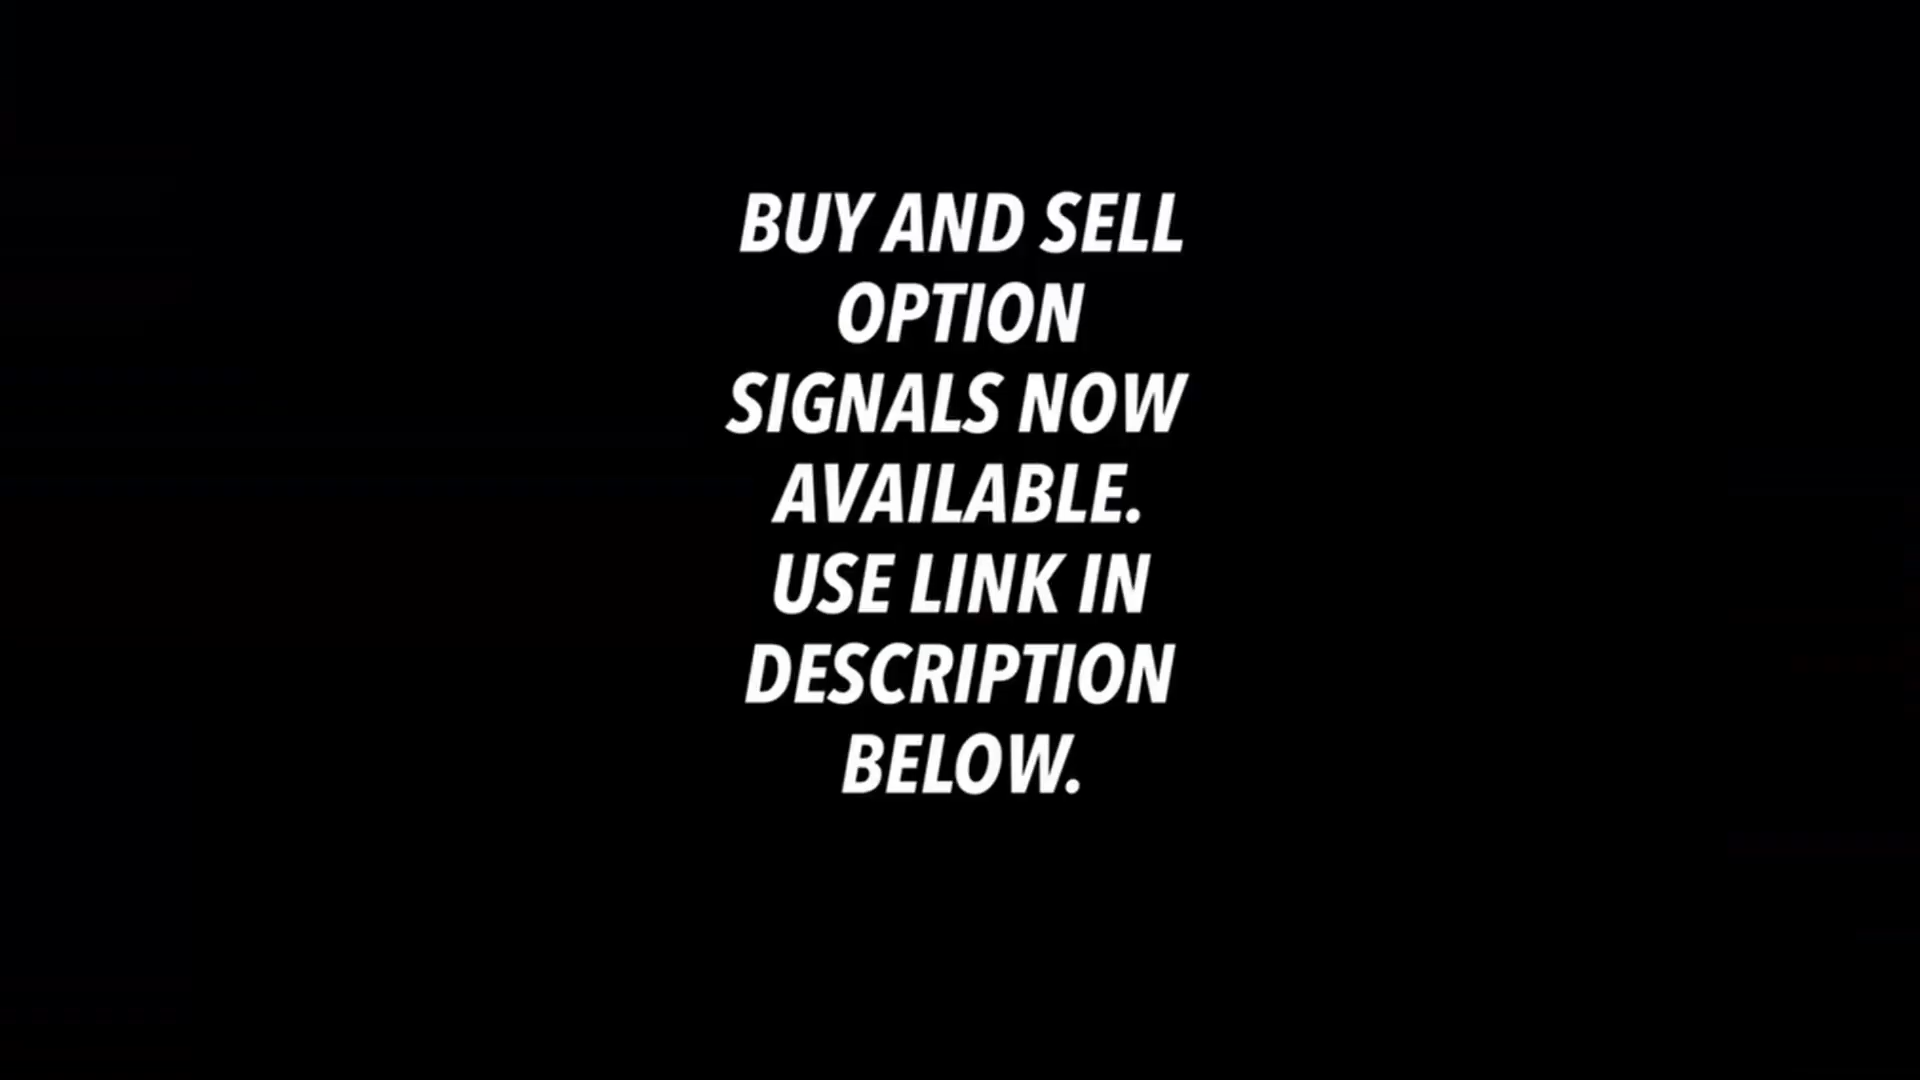 BUY AND SELL
OPTION
SIGNALS NOW
AVAILABLE.
USE LINK IN
DESCRIPTION
BELOW.